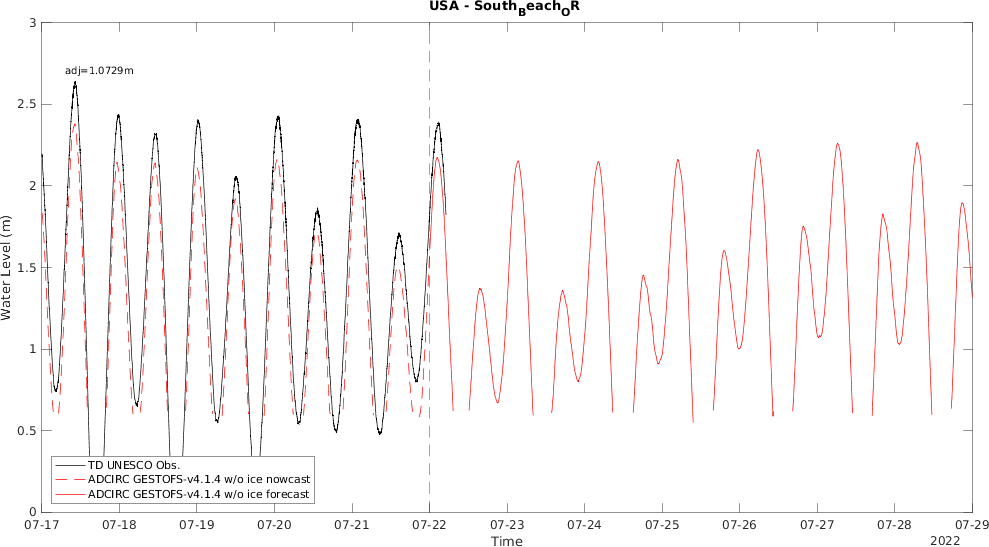 USA - SouthBeachOR
adj=1.0729m
3
2.5
2
1.5
1
0.5
0
Water Level (m)
TD UNESCO Obs.
ADCIRC GESTOFS-v4.1.4 w/o ice nowcast
ADCIRC GESTOFS-v4.1.4 w/o ice forecast
07-17 07-18 07-19 07-20 07-21 07-22 07-23 07-24 07-25 07-26 07-27 07-28 07-29
Time
2022